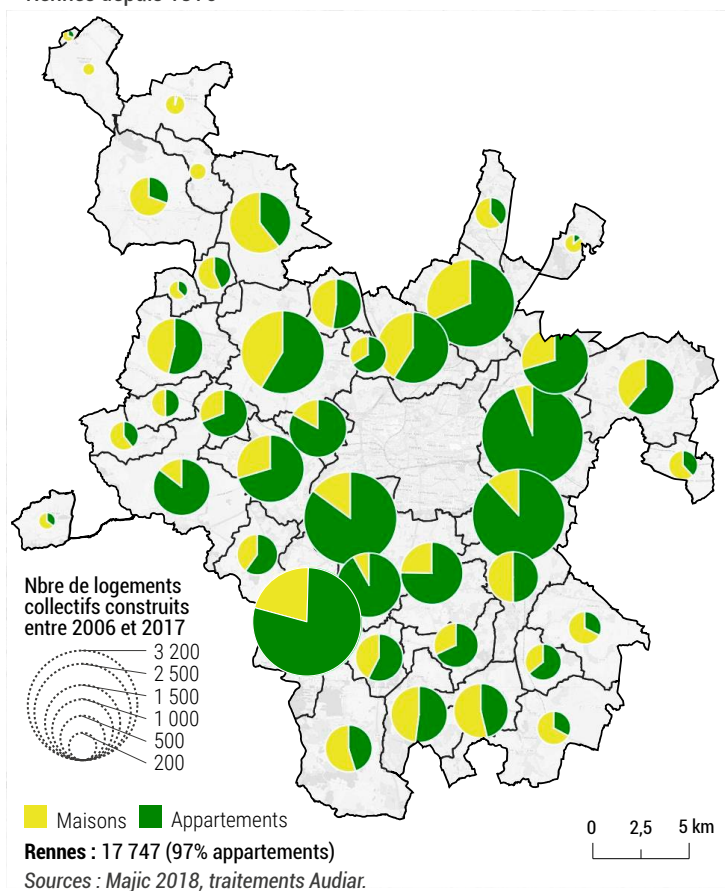 Nbre de logements
collectifs construits
entre 2006 et 2017
3 200
2 500
1 500
1 000
500
200
Maisons Appartements
Rennes : 17 747 (97% appartements)
Sources : Majic 2018, traitements Audiar.
0 2,5 5 km